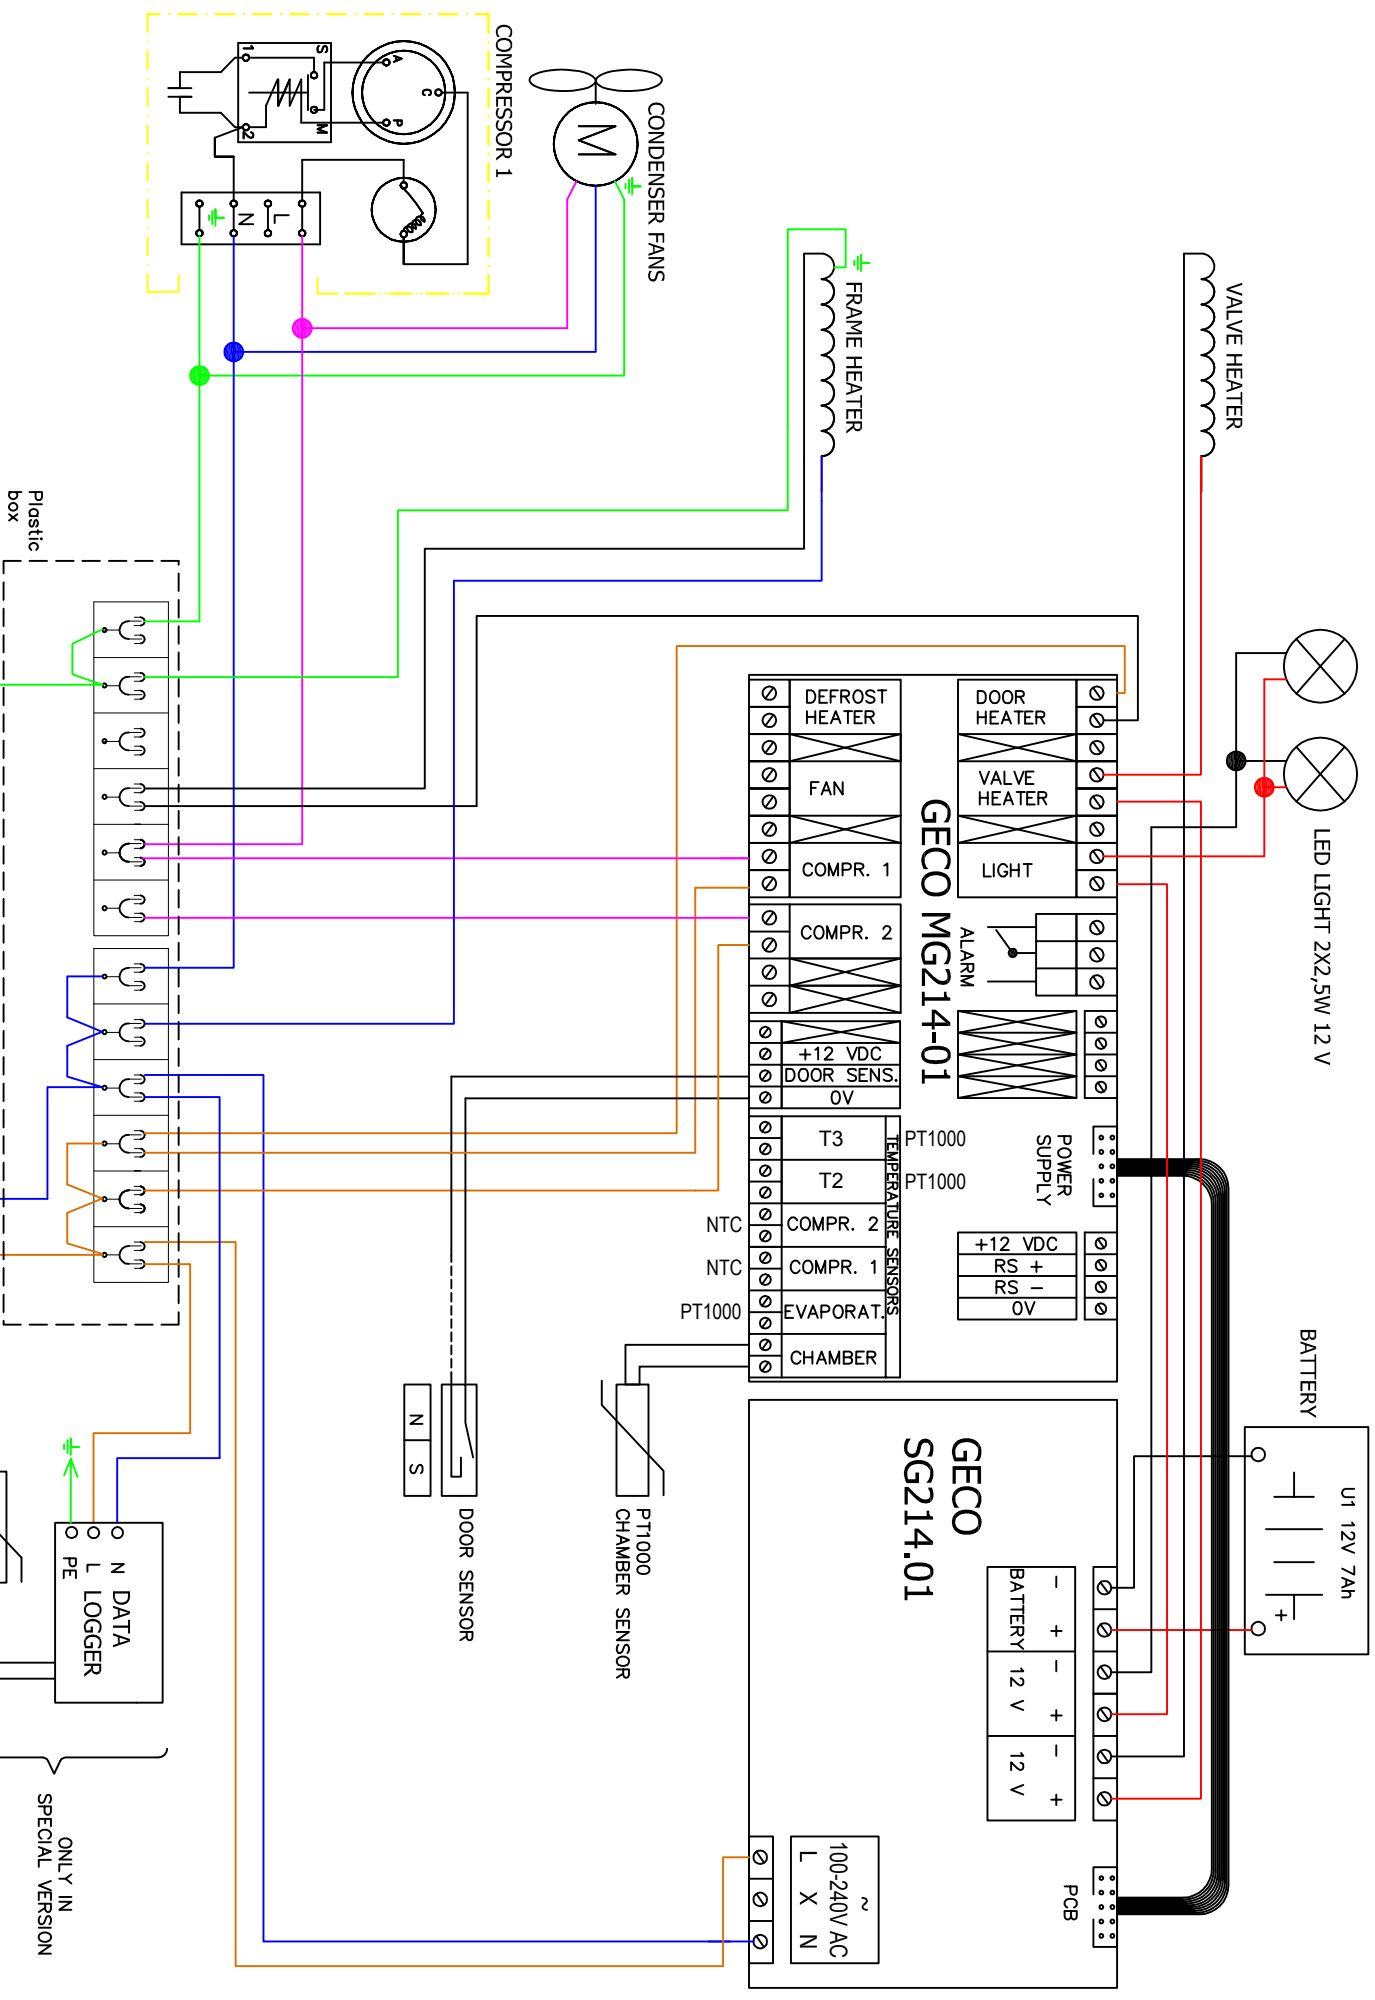 COMPRESSOR 1
S
M
1
2
A
C
P
N
L
M
CONDENSER FANS
FRAME HEATER
VALVE HEATER
LED LIGHT 2X2,5W 12 V
Plastic
box
GECO MG214-01
DEFROST
HEATER
FAN
COMPR. 1
COMPR. 2
+12 VDC
DOOR SENS.
0V
T3
T2
COMPR. 2
COMPR. 1
EVAPORAT.
CHAMBER
TEMPERATURE SENSORS
PT1000
PT1000
NTC
NTC
PT1000
DOOR
HEATER
VALVE
HEATER
LIGHT
ALARM
POWER
SUPPLY
+12 VDC
RS +
RS -
0V
BATTERY
U1 12V 7Ah
+
GECO
SG214.01
- +
BATTERY
- +
12 V
- +
12 V
PCB
~
100-240V AC
L X N
PT1000
CHAMBER SENSOR
DOOR SENSOR
N S
N
L
PE
DATA
LOGGER
ONLY IN
SPECIAL VERSION